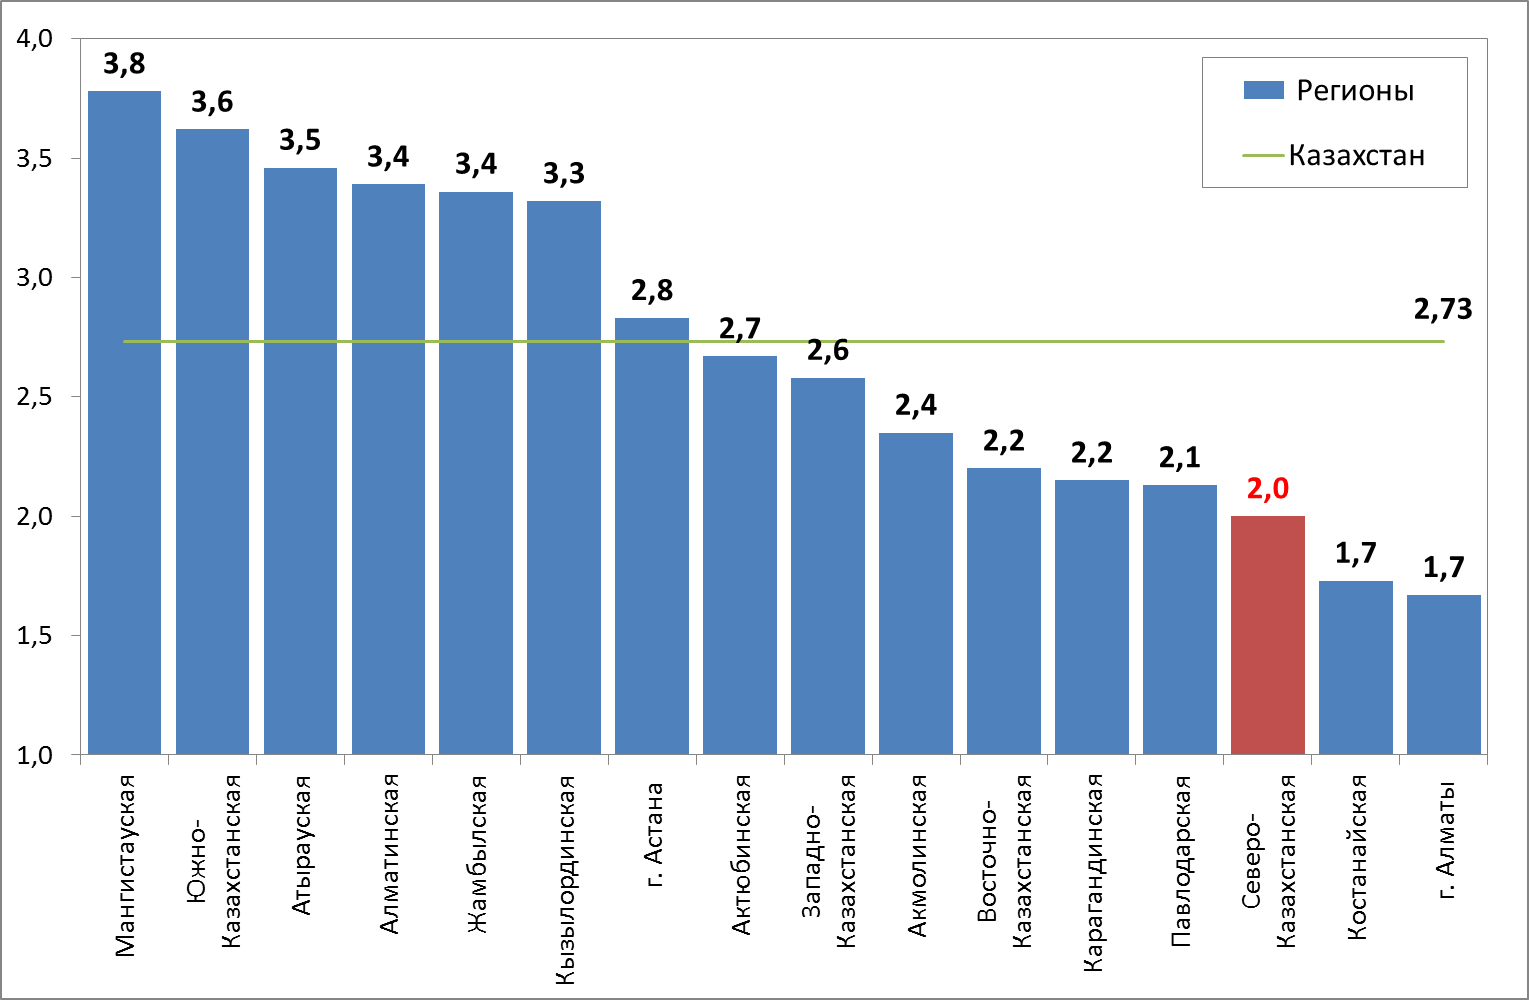 4,0
3,5
3,0
2,5
2,0
1,5
1,0
3,8
3,6
3,5
3,4
3,4
3,3
2,8
2,7
2,6
2,4
2,2
2,2
2,1
2,0
1,7
1,7
2,73
Регионы
Казахстан
Мангистауская
Южно-
Казахстанская
Атырауская
Алматинская
Жамбылская
Кызылординская
г. Астана
Актюбинская
Западно-
Казахстанская
Акмолинская
Восточно-
Казахстанская
Карагандинская
Павлодарская
Северо-
Казахстанская
Костанайская
г. Алматы